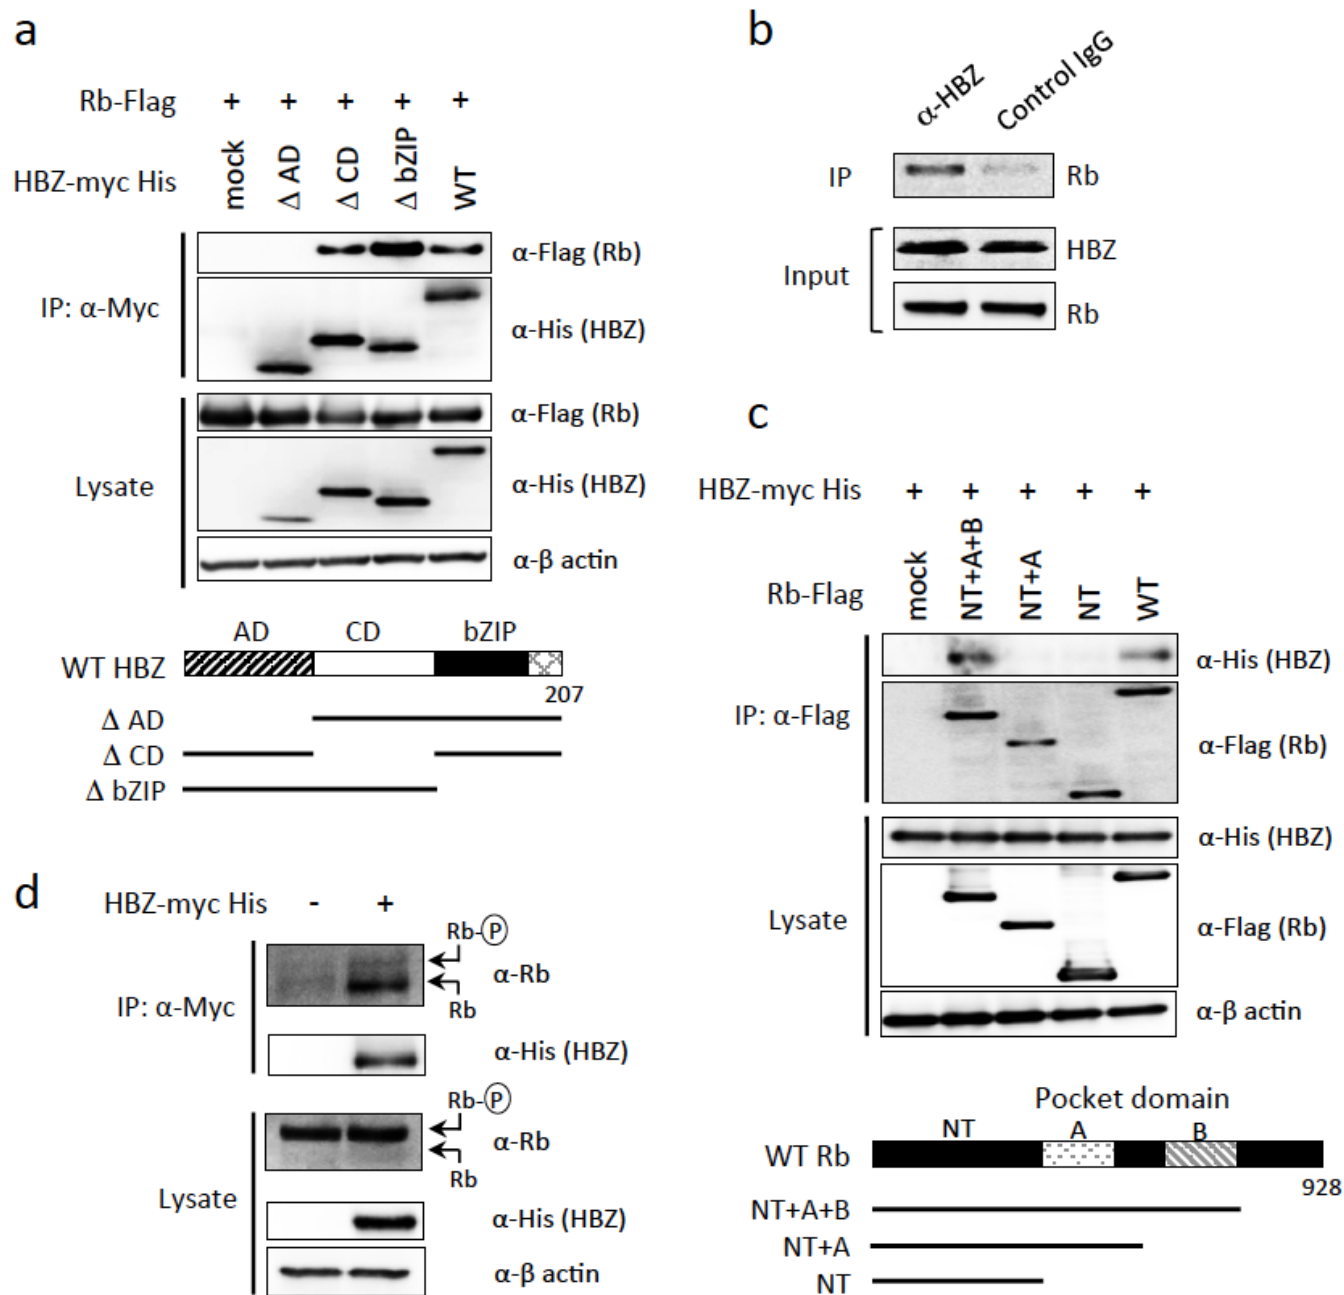 a
Rb-Flag + + + + +
HBZ-myc His mock Δ AD Δ CD Δ bZIP WT
IP: α-Myc
α-Flag (Rb)
α-His (HBZ)
Lysate
α-Flag (Rb)
α-His (HBZ)
α-β actin
AD CD bZIP
WT HBZ
207
Δ AD
Δ CD
Δ bZIP
b
α-HBZ Control IgG
IP Rb
Input HBZ
Rb
c
HBZ-myc His + + + + +
Rb-Flag mock NT+A+B NT+A NT WT
IP: α-Flag
α-His (HBZ)
α-Flag (Rb)
Lysate
α-His (HBZ)
α-Flag (Rb)
α-β actin
Pocket domain
NT A B
WT Rb
928
NT+A+B
NT+A
NT
d
HBZ-myc His - +
IP: α-Myc
Rb-P
α-Rb
Rb
α-His (HBZ)
Lysate
Rb-P
α-Rb
Rb
α-His (HBZ)
α-β actin